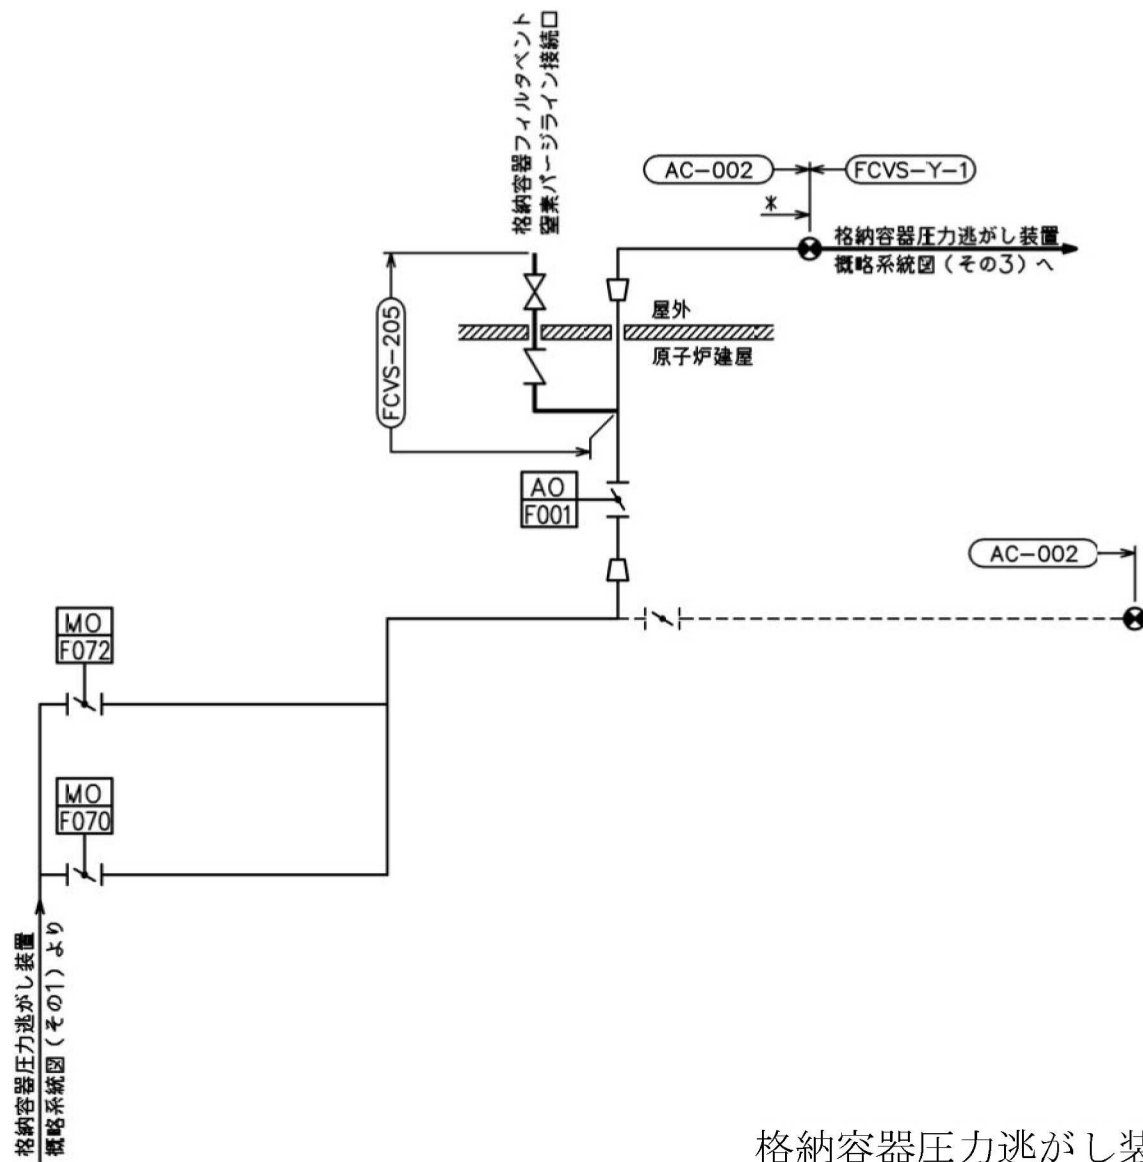 格納容器フィルタベント
窒素パージライン接続口
AC-002
FCVS-Y-1
*
格納容器圧力逃がし装置
概略系統図(その3)へ
屋外
原子炉建屋
FCVS-205
AO
F001
AC-002
MO
F072
MO
F070
格納容器圧力逃がし装置
概略系統図(その1)より
格納容器圧力逃がし装